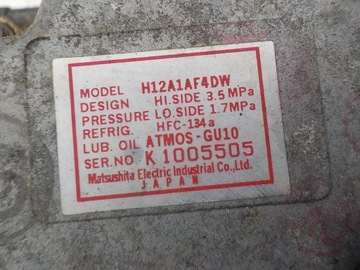 MODEL H12A1AF4DW
DESIGN HI.SIDE 3.5MPa
PRESSURE LO.SIDE 1.7MPa
REFRIG. HFC-134a
LUB. OIL ATMOS-GU10
SER.NO. K1005505
Matsushita Electric Industrial Co.,Ltd.
JAPAN